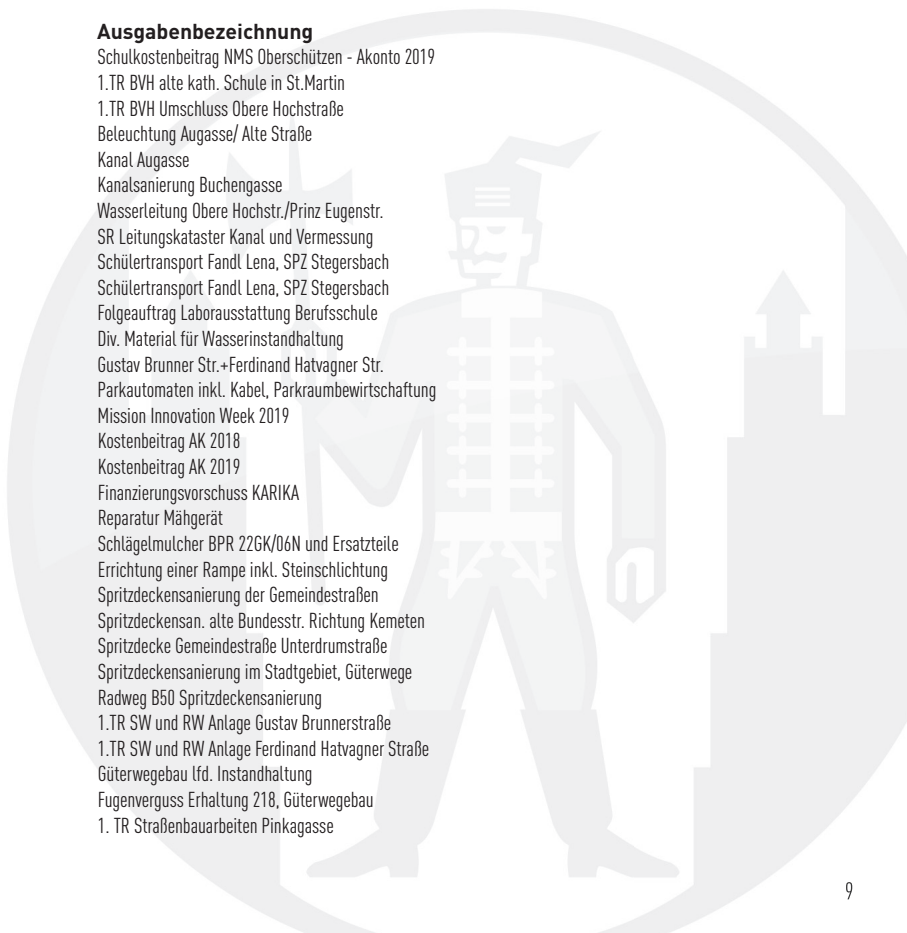 Ausgabenbezeichnung
Schulkostenbeitrag NMS Oberschützen - Akonto 2019
1.TR BVH alte kath. Schule in St.Martin
1.TR BVH Umschluss Obere Hochstraße
Beleuchtung Augasse/ Alte Straße
Kanal Augasse
Kanalsanierung Buchengasse
Wasserleitung Obere Hochstr./Prinz Eugenstr.
SR Leitungskataster Kanal und Vermessung
Schülertransport Fandl Lena, SPZ Stegersbach
Schülertransport Fandl Lena, SPZ Stegersbach
Folgeauftrag Laborausstattung Berufsschule
Div. Material für Wasserinstandhaltung
Gustav Brunner Str.+Ferdinand Hatvagner Str.
Parkautomaten inkl. Kabel, Parkraumbewirtschaftung
Mission Innovation Week 2019
Kostenbeitrag AK 2018
Kostenbeitrag AK 2019
Finanzierungsvorschuss KARIKA
Reparatur Mähgerät
Schlägelmulcher BPR 22GK/06N und Ersatzteile
Errichtung einer Rampe inkl. Steinschlichtung
Spritzdeckensanierung der Gemeindestraßen
Spritzdeckensan. alte Bundesstr. Richtung Kemeten
Spritzdecke Gemeindestraße Unterdrumstraße
Spritzdeckensanierung im Stadtgebiet, Güterwege
Radweg B50 Spritzdeckensanierung
1.TR SW und RW Anlage Gustav Brunnerstraße
1.TR SW und RW Anlage Ferdinand Hatvagner Straße
Güterwegebau lfd. Instandhaltung
Fugenverguss Erhaltung 218, Güterwegebau
1. TR Straßenbauarbeiten Pinkagasse
9